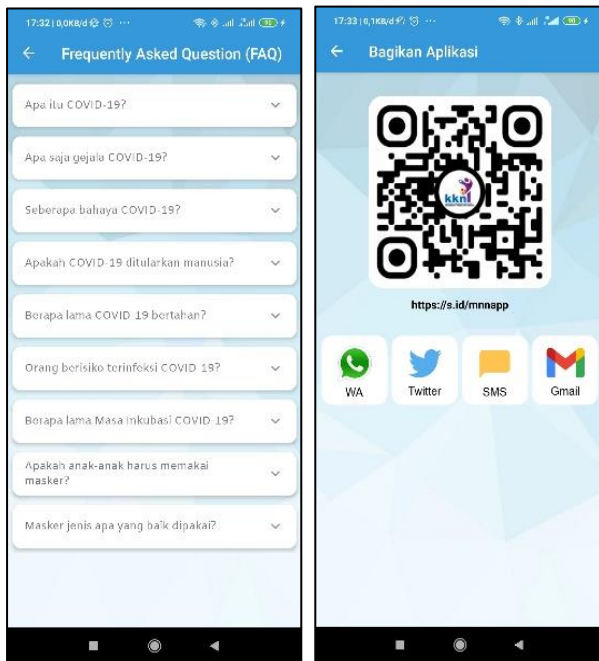 17:32 | 0,0KB/d
90
Frequently Asked Question (FAQ)
Apa itu COVID-19?
Apa saja gejala COVID-19?
Seberapa bahaya COVID-19?
Apakah COVID-19 ditularkan manusia?
Berapa lama COVID-19 bertahan?
Orang berisiko terinfeksi COVID-19?
Berapa lama Masa Inkubasi COVID-19?
Apakah anak-anak harus memakai
masker?
Masker jenis apa yang baik dipakai?
17:33 | 0,1KB/d
90
Bagikan Aplikasi
kkn
https://s.id/mnnapp
WA
Twitter
SMS
Gmail